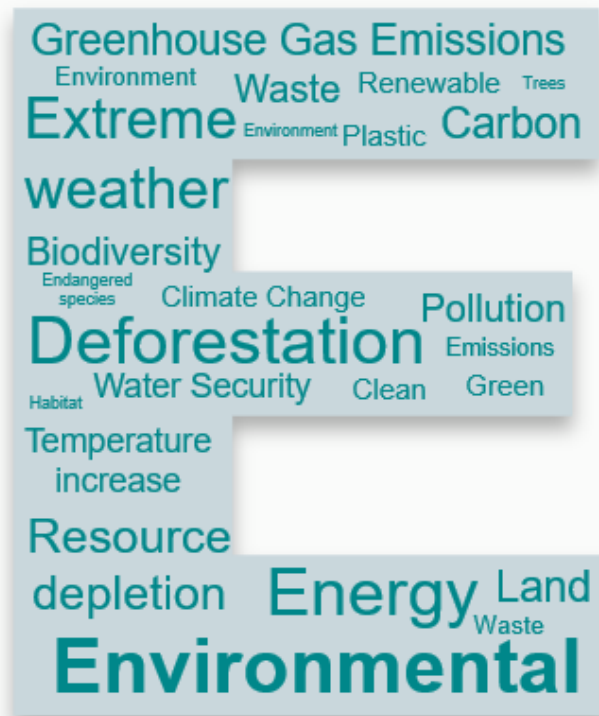 Greenhouse Gas Emissions
Environment Waste Renewable Trees
Extreme Environment Plastic Carbon
weather
Biodiversity
Endangered
species Climate Change Pollution
Deforestation Emissions
Habitat Water Security Clean Green
Temperature
increase
Resource
depletion Energy Land
Waste
Environmental